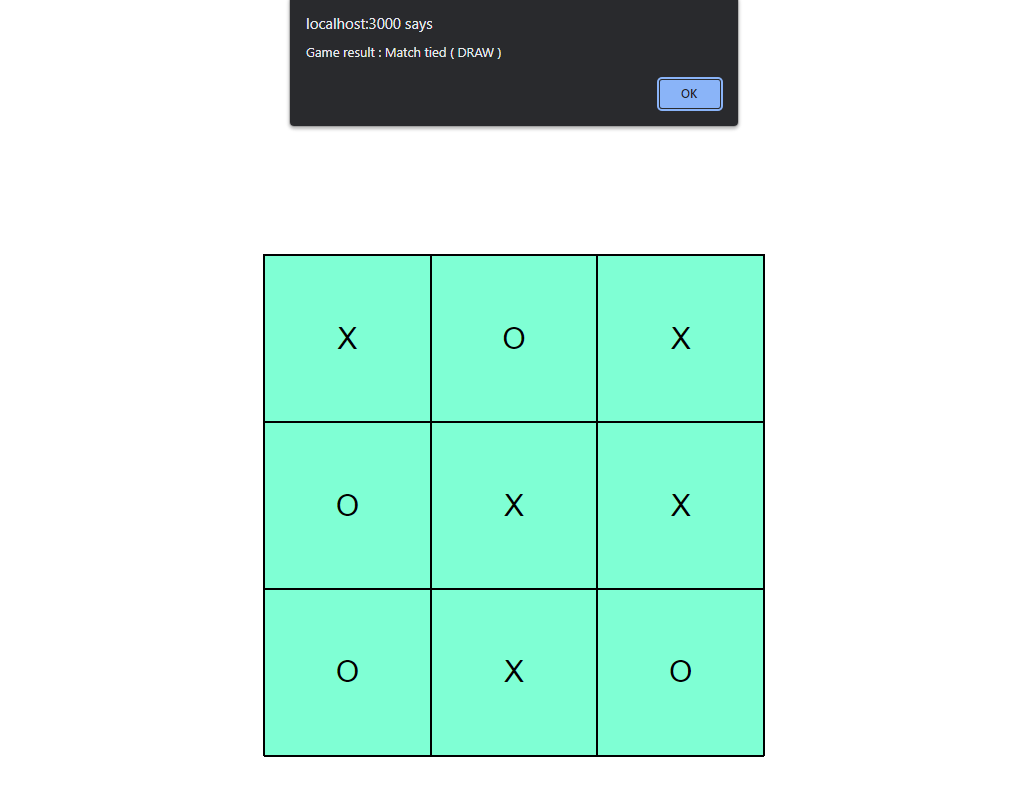 localhost:3000 says
Game result : Match tied ( DRAW )
OK
X O X
O X X
O X O